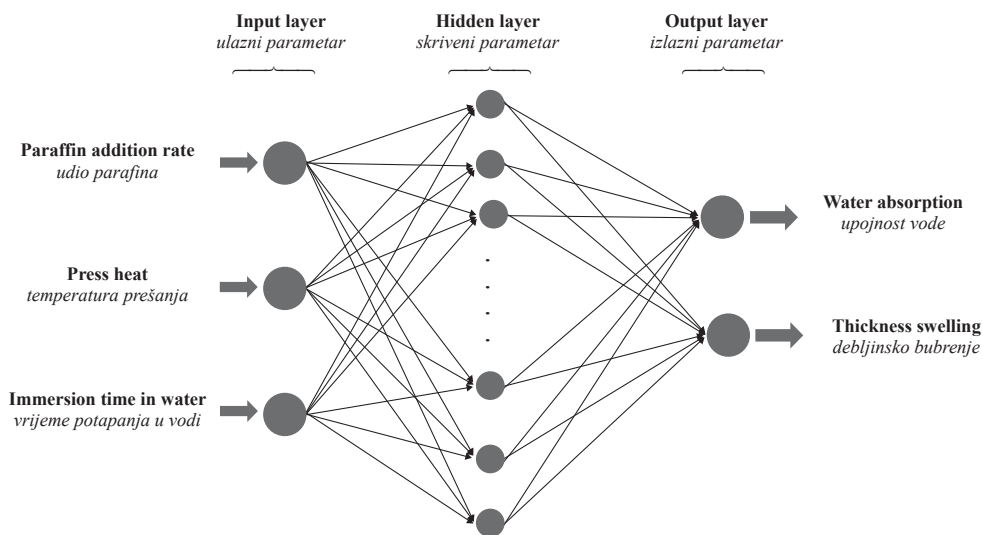 Input layer
ulazni parametar
Hidden layer
skriveni parametar
Output layer
izlazni parametar
Paraffin addition rate
udio parafina
Press heat
temperatura prešanja
Immersion time in water
vrijeme potapanja u vodi
Water absorption
upojnost vode
Thickness swelling
debljinsko bubrenje